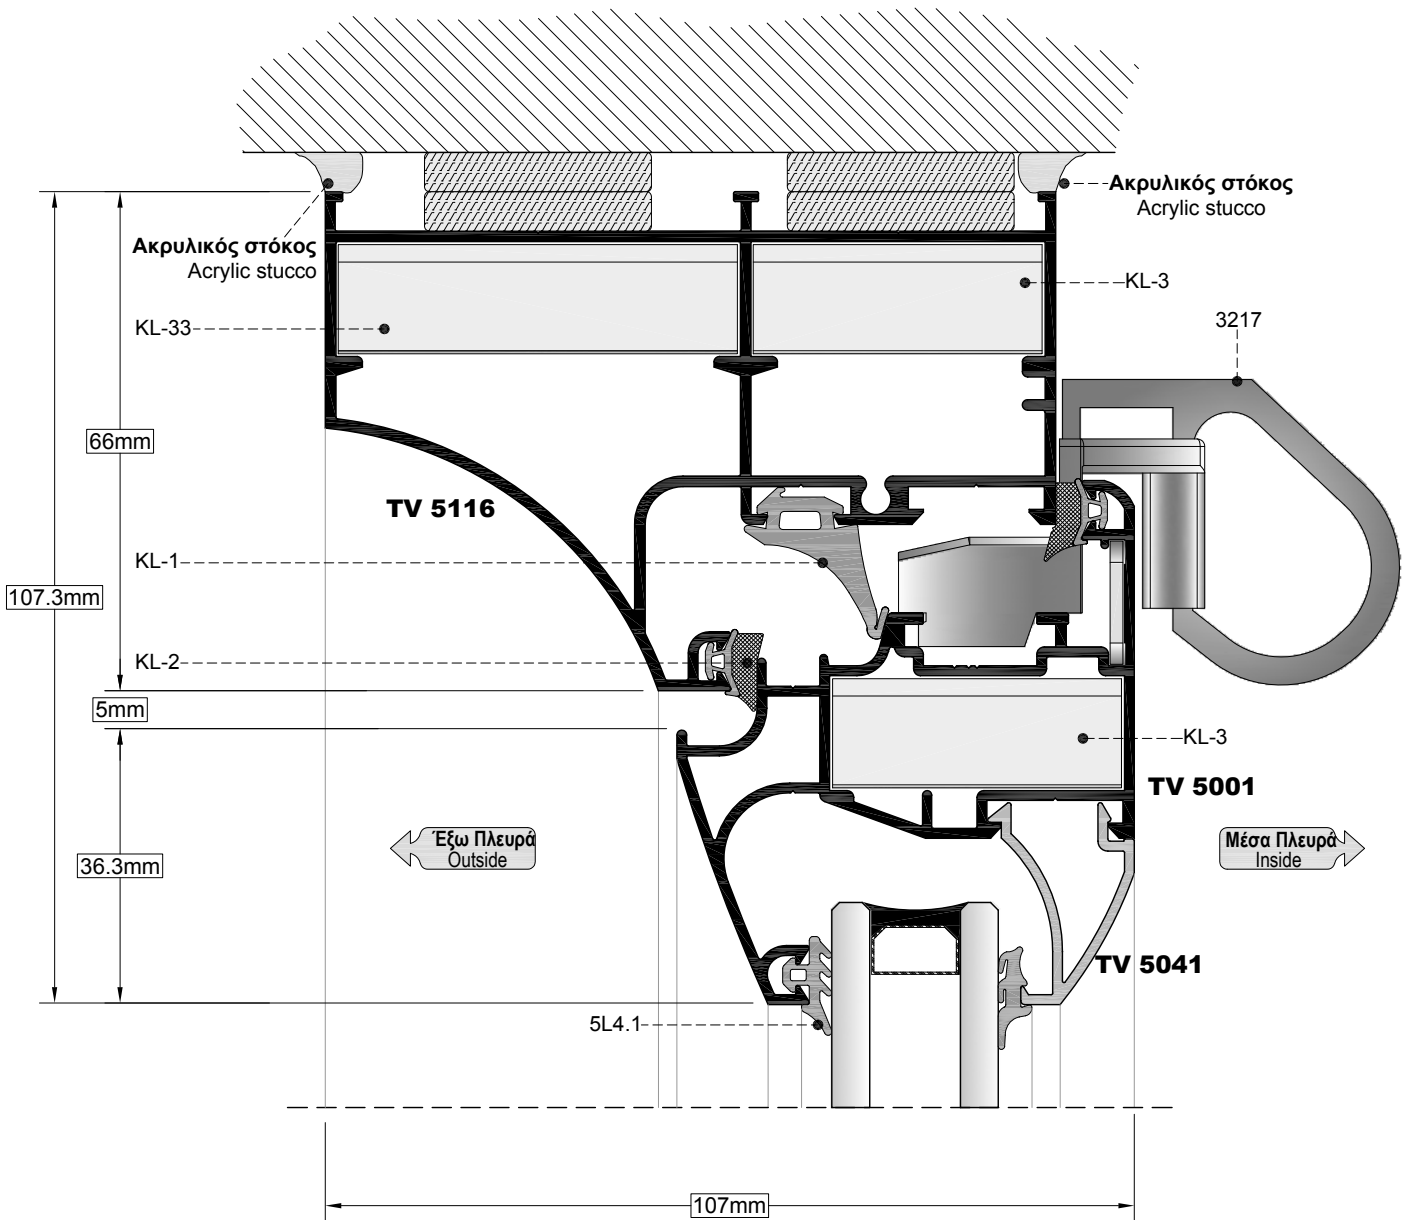 Ακρυλικός στόκος
Acrylic stucco
Ακρυλικός στόκος
Acrylic stucco
KL-3
KL-33
3217
66mm
TV 5116
KL-1
107.3mm
KL-2
5mm
KL-3
TV 5001
Έξω Πλευρά
Outside
Μέσα Πλευρά
Inside
36.3mm
TV 5041
5L4.1
107mm